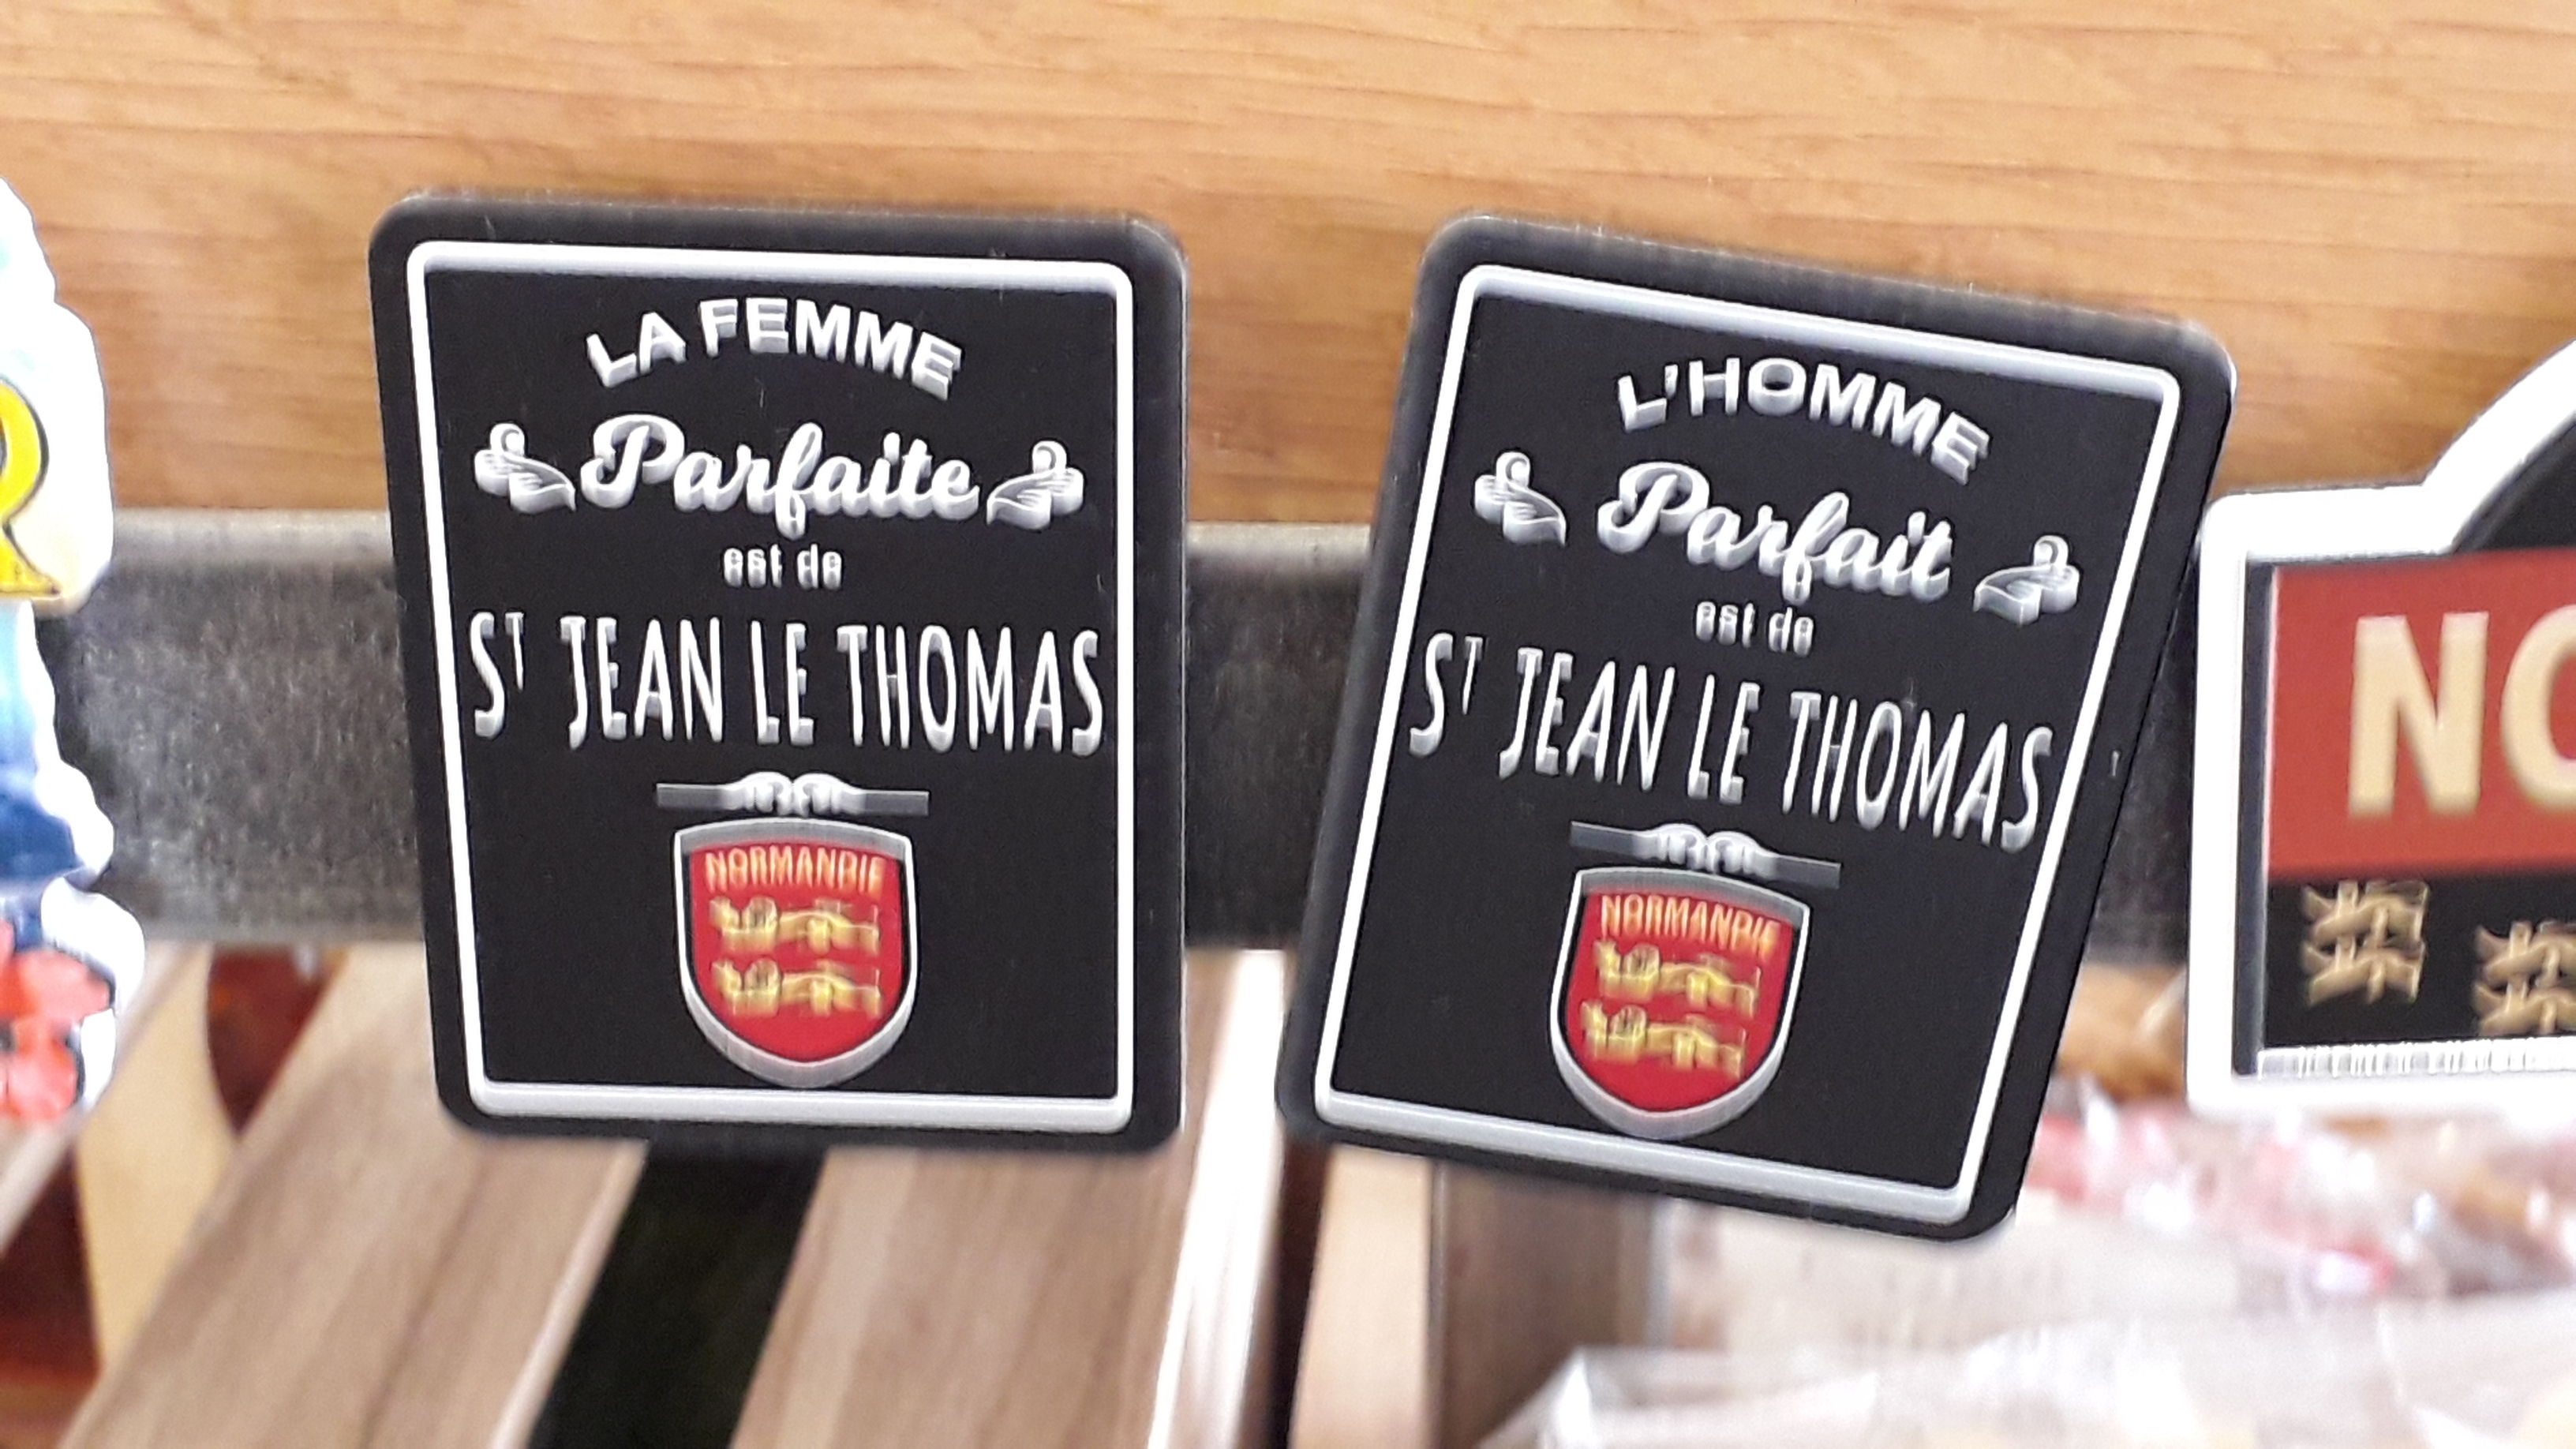 LA FEMME
Parfaite
est de
ST JEAN LE THOMAS
NORMANDIE
L'HOMME
Parfait
est de
ST JEAN LE THOMAS
NORMANDIE